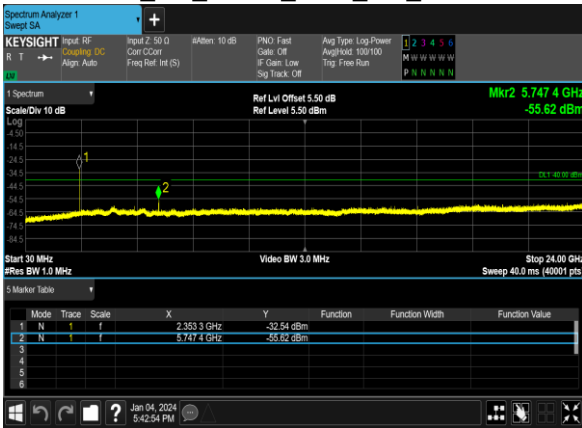 Spectrum Analyzer 1
Swept SA
KEYSIGHT Input: RF Input Z: 50 Ω #Atten: 10 dB PNO: Fast Avg Type: Log-Power 1 2 3 4 5 6
R T Coupling: DC Corr CCorr Gate: Off Avg|Hold: 100/100 M W W W W W
Align: Auto Freq Ref: Int (S) IF Gain: Low Trig: Free Run
LU Sig Track: Off P N N N N N
1 Spectrum Ref Lvl Offset 5.50 dB Mkr2 5.747 4 GHz
Scale/Div 10 dB Ref Level 5.50 dBm -55.62 dBm
Log
-4.50
-14.5
-24.5
1
-34.5
DL1 -40.00 dBm
-44.5
2
-54.5
-64.5
-74.5
-84.5
Start 30 MHz Video BW 3.0 MHz Stop 24.00 GHz
#Res BW 1.0 MHz Sweep 40.0 ms (40001 pts
5 Marker Table
Mode Trace Scale X Y Function Function Width Function Value
1 N 1 f 2.353 3 GHz -32.54 dBm
2 N 1 f 5.747 4 GHz -55.62 dBm
3
4
5
6
? Jan 04, 2024
5:42:54 PM